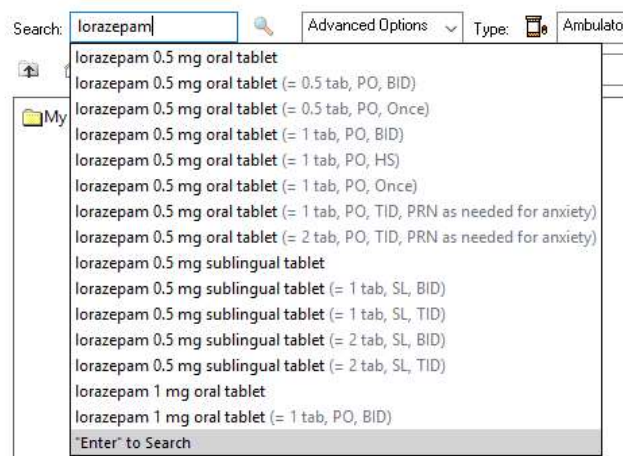 Search: lorazepam Advanced Options Type: Ambulato
lorazepam 0.5 mg oral tablet
lorazepam 0.5 mg oral tablet (= 0.5 tab, PO, BID)
lorazepam 0.5 mg oral tablet (= 0.5 tab, PO, Once)
My lorazepam 0.5 mg oral tablet (= 1 tab, PO, BID)
lorazepam 0.5 mg oral tablet (= 1 tab, PO, HS)
lorazepam 0.5 mg oral tablet (= 1 tab, PO, Once)
lorazepam 0.5 mg oral tablet (= 1 tab, PO, TID, PRN as needed for anxiety)
lorazepam 0.5 mg oral tablet (= 2 tab, PO, TID, PRN as needed for anxiety)
lorazepam 0.5 mg sublingual tablet
lorazepam 0.5 mg sublingual tablet (= 1 tab, SL, BID)
lorazepam 0.5 mg sublingual tablet (= 1 tab, SL, TID)
lorazepam 0.5 mg sublingual tablet (= 2 tab, SL, BID)
lorazepam 0.5 mg sublingual tablet (= 2 tab, SL, TID)
lorazepam 1 mg oral tablet
lorazepam 1 mg oral tablet (= 1 tab, PO, BID)
"Enter" to Search